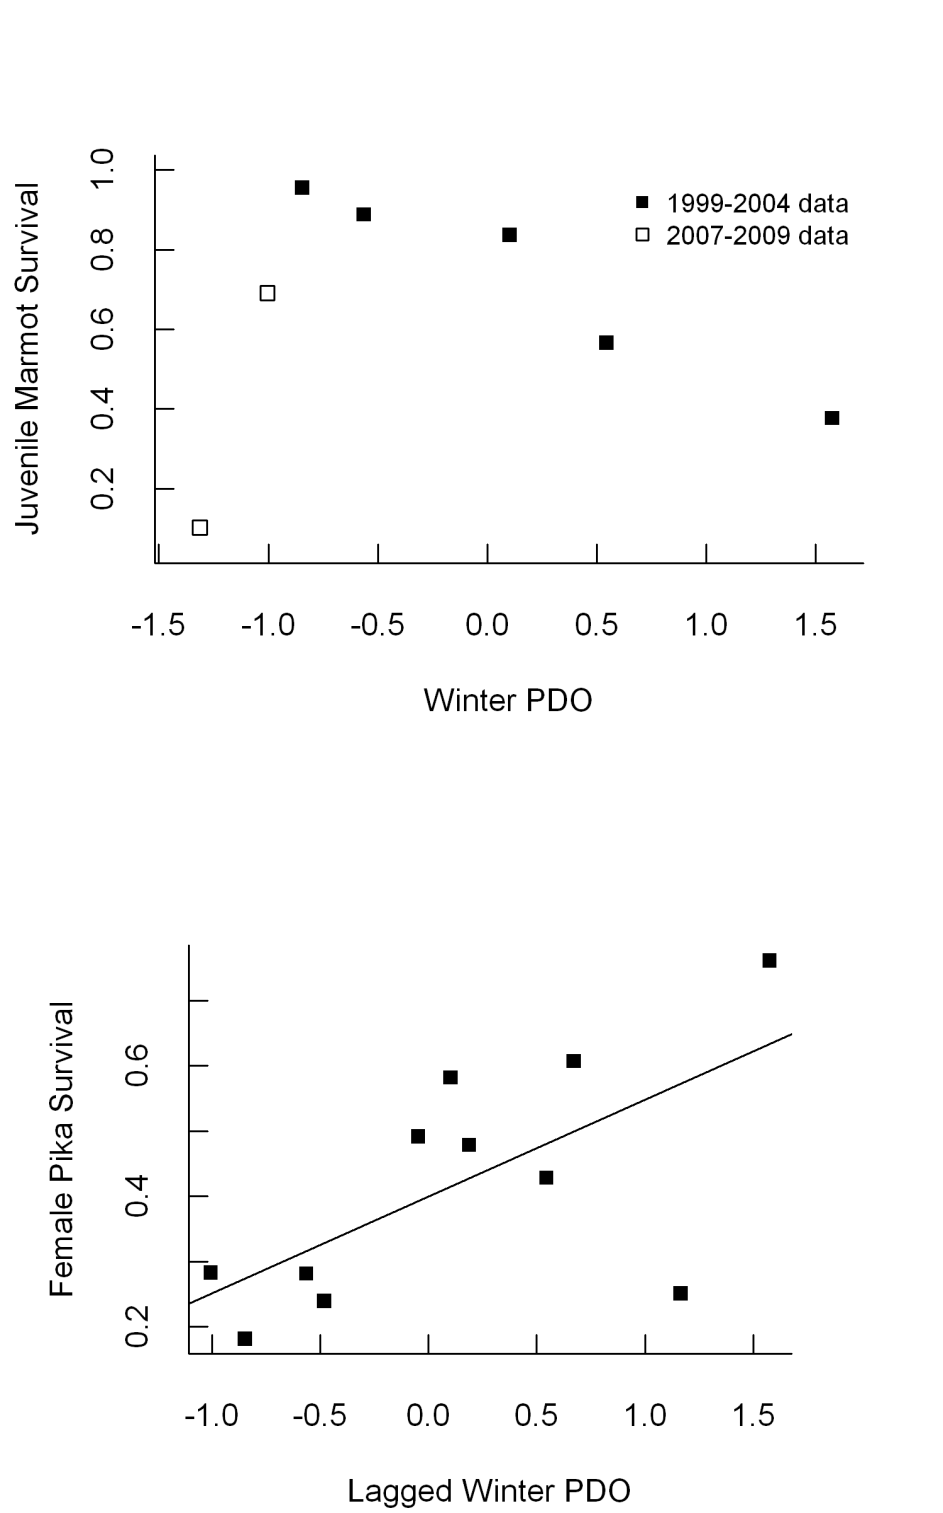 Juvenile Marmot Survival
1.0
0.8
0.6
0.4
0.2
1999-2004 data
2007-2009 data
-1.5 -1.0 -0.5 0.0 0.5 1.0 1.5
Winter PDO
Female Pika Survival
0.6
0.4
0.2
-1.0 -0.5 0.0 0.5 1.0 1.5
Lagged Winter PDO